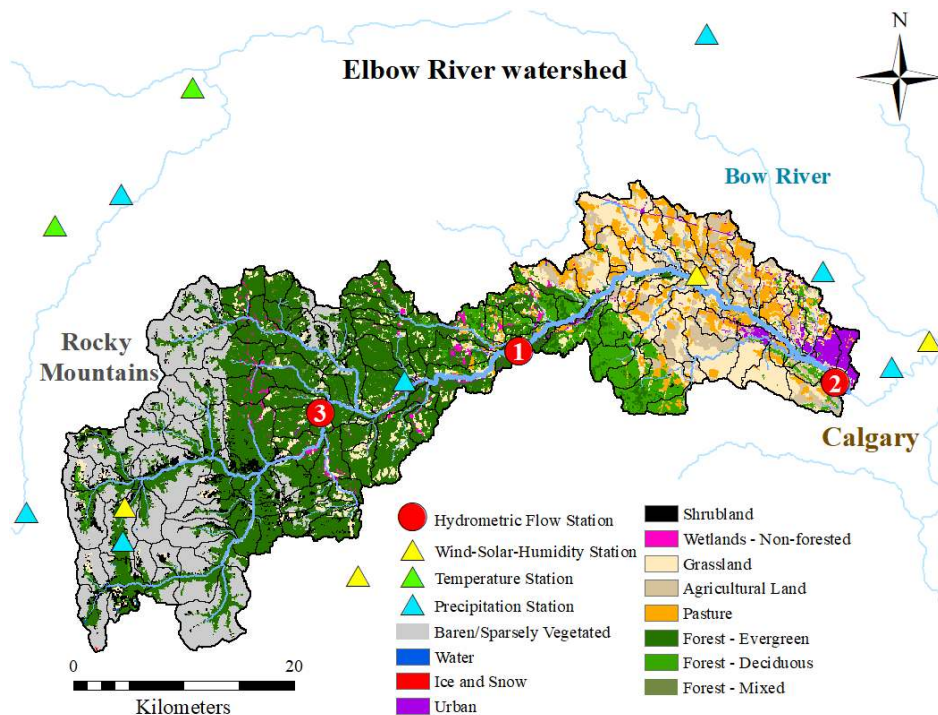 Elbow River watershed
N
Bow River
Rocky
Mountains
1
2
3
Calgary
Hydrometric Flow Station
Wind-Solar-Humidity Station
Temperature Station
Precipitation Station
Baren/Sparsely Vegetated
Water
Ice and Snow
Urban
Shrubland
Wetlands - Non-forested
Grassland
Agricultural Land
Pasture
Forest - Evergreen
Forest - Deciduous
Forest - Mixed
0 20
Kilometers